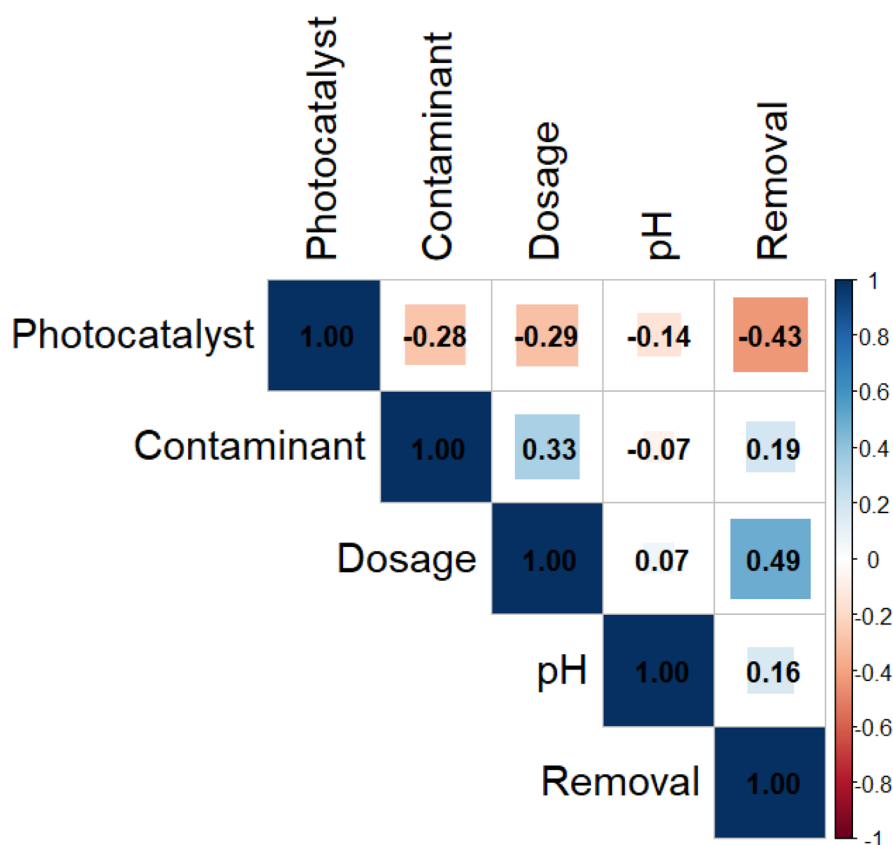 Photocatalyst
Contaminant
Dosage
pH
Removal
Photocatalyst 1.00 -0.28 -0.29 -0.14 -0.43
Contaminant 1.00 0.33 -0.07 0.19
Dosage 1.00 0.07 0.49
pH 1.00 0.16
Removal 1.00
1
0.8
0.6
0.4
0.2
0
-0.2
-0.4
-0.6
-0.8
-1